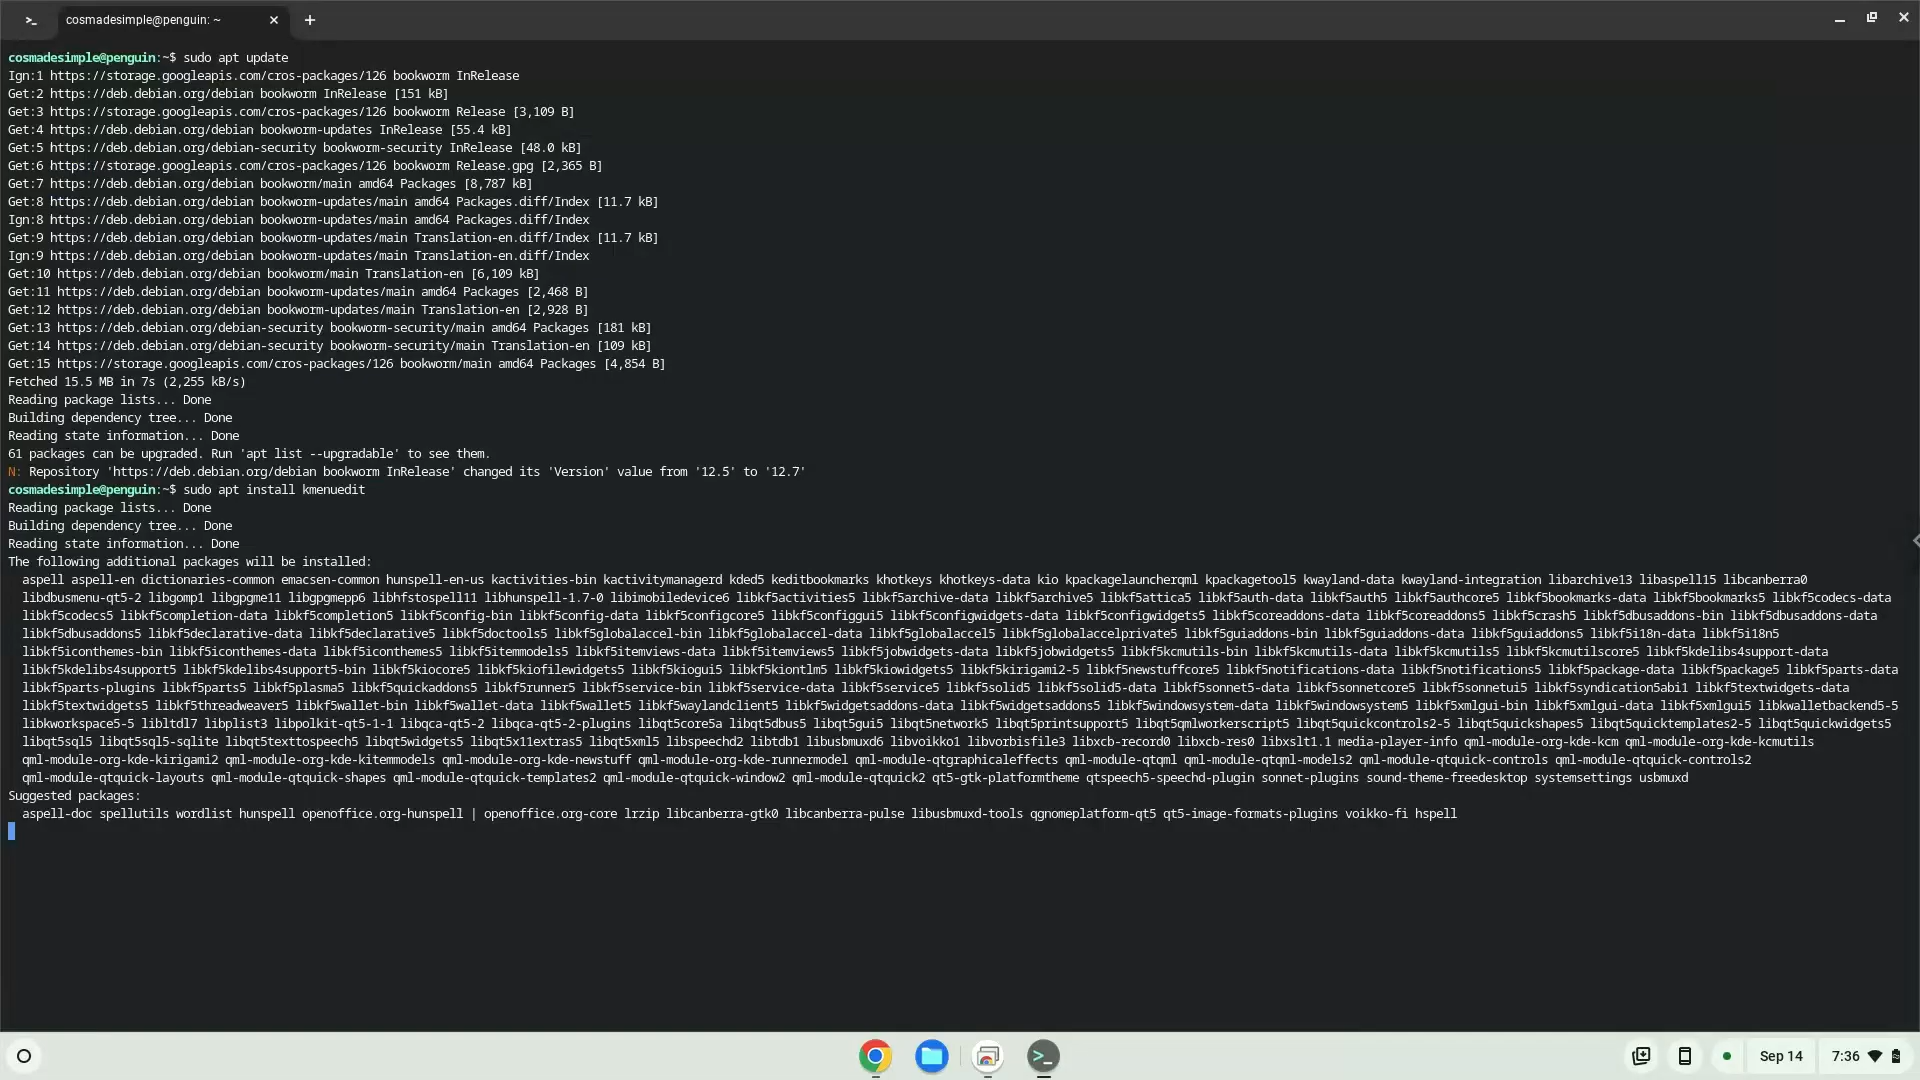 cosmadesimple@penguin: ~
cosmadesimple@penguin:~$ sudo apt update
Ign:1 https://storage.googleapis.com/cros-packages/126 bookworm InRelease
Get:2 https://deb.debian.org/debian bookworm InRelease [151 kB]
Get:3 https://storage.googleapis.com/cros-packages/126 bookworm Release [3,109 B]
Get:4 https://deb.debian.org/debian bookworm-updates InRelease [55.4 kB]
Get:5 https://deb.debian.org/debian-security bookworm-security InRelease [48.0 kB]
Get:6 https://storage.googleapis.com/cros-packages/126 bookworm Release.gpg [2,365 B]
Get:7 https://deb.debian.org/debian bookworm/main amd64 Packages [8,787 kB]
Get:8 https://deb.debian.org/debian bookworm-updates/main amd64 Packages.diff/Index [11.7 kB]
Ign:8 https://deb.debian.org/debian bookworm-updates/main amd64 Packages.diff/Index
Get:9 https://deb.debian.org/debian bookworm-updates/main Translation-en.diff/Index [11.7 kB]
Ign:9 https://deb.debian.org/debian bookworm-updates/main Translation-en.diff/Index
Get:10 https://deb.debian.org/debian bookworm/main Translation-en [6,109 kB]
Get:11 https://deb.debian.org/debian bookworm-updates/main amd64 Packages [2,468 B]
Get:12 https://deb.debian.org/debian bookworm-updates/main Translation-en [2,928 B]
Get:13 https://deb.debian.org/debian-security bookworm-security/main amd64 Packages [181 kB]
Get:14 https://deb.debian.org/debian-security bookworm-security/main Translation-en [109 kB]
Get:15 https://storage.googleapis.com/cros-packages/126 bookworm/main amd64 Packages [4,854 B]
Fetched 15.5 MB in 7s (2,255 kB/s)
Reading package lists... Done
Building dependency tree... Done
Reading state information... Done
61 packages can be upgraded. Run 'apt list --upgradable' to see them.
N: Repository 'https://deb.debian.org/debian bookworm InRelease' changed its 'Version' value from '12.5' to '12.7'
cosmadesimple@penguin:~$ sudo apt install kmenuedit
Reading package lists... Done
Building dependency tree... Done
Reading state information... Done
The following additional packages will be installed:
aspell aspell-en dictionaries-common emacsen-common hunspell-en-us kactivities-bin kactivitymanagerd kded5 keditbookmarks khotkeys khotkeys-data kio kpackagelauncherqml kpackagetool5 kwayland-data kwayland-integration libarchive13 libaspell15 libcanberra0
libdbusmenu-qt5-2 libgomp1 libgpgme11 libgpgmepp6 libhfstospell11 libhunspell-1.7-0 libimobiledevice6 libkf5activities5 libkf5archive-data libkf5archive5 libkf5attica5 libkf5auth-data libkf5auth5 libkf5authcore5 libkf5bookmarks-data libkf5bookmarks5 libkf5codecs-data
libkf5codecs5 libkf5completion-data libkf5completion5 libkf5config-bin libkf5config-data libkf5configcore5 libkf5configgui5 libkf5configwidgets-data libkf5configwidgets5 libkf5coreaddons-data libkf5coreaddons5 libkf5crash5 libkf5dbusaddons-bin libkf5dbusaddons-data
libkf5dbusaddons5 libkf5declarative-data libkf5declarative5 libkf5doctools5 libkf5globalaccel-bin libkf5globalaccel-data libkf5globalaccel5 libkf5globalaccelprivate5 libkf5guiaddons-bin libkf5guiaddons-data libkf5guiaddons5 libkf5i18n-data libkf5i18n5
libkf5iconthemes-bin libkf5iconthemes-data libkf5iconthemes5 libkf5itemmodels5 libkf5itemviews-data libkf5itemviews5 libkf5jobwidgets-data libkf5jobwidgets5 libkf5kcmutils-bin libkf5kcmutils-data libkf5kcmutils5 libkf5kcmutilscore5 libkf5kdelibs4support-data
libkf5kdelibs4support5 libkf5kdelibs4support5-bin libkf5kiocore5 libkf5kiofilewidgets5 libkf5kiogui5 libkf5kiontlm5 libkf5kiowidgets5 libkf5kirigami2-5 libkf5newstuffcore5 libkf5notifications-data libkf5notifications5 libkf5package-data libkf5package5 libkf5parts-data
libkf5parts-plugins libkf5parts5 libkf5plasma5 libkf5quickaddons5 libkf5runner5 libkf5service-bin libkf5service-data libkf5service5 libkf5solid5 libkf5solid5-data libkf5sonnet5-data libkf5sonnetcore5 libkf5sonnetui5 libkf5syndication5abi1 libkf5textwidgets-data
libkf5textwidgets5 libkf5threadweaver5 libkf5wallet-bin libkf5wallet-data libkf5wallet5 libkf5waylandclient5 libkf5widgetsaddons-data libkf5widgetsaddons5 libkf5windowsystem-data libkf5windowsystem5 libkf5xmlgui-bin libkf5xmlgui-data libkf5xmlgui5 libkwalletbackend5-5
libkworkspace5-5 libltdl7 libplist3 libpolkit-qt5-1-1 libqca-qt5-2 libqca-qt5-2-plugins libqt5core5a libqt5dbus5 libqt5gui5 libqt5network5 libqt5printsupport5 libqt5qmlworkerscript5 libqt5quickcontrols2-5 libqt5quickshapes5 libqt5quicktemplates2-5 libqt5quickwidgets5
libqt5sql5 libqt5sql5-sqlite libqt5texttospeech5 libqt5widgets5 libqt5x11extras5 libqt5xml5 libspeechd2 libtdb1 libusbmuxd6 libvoikko1 libvorbisfile3 libxcb-record0 libxcb-res0 libxslt1.1 media-player-info qml-module-org-kde-kcm qml-module-org-kde-kcmutils
qml-module-org-kde-kirigami2 qml-module-org-kde-kitemmodels qml-module-org-kde-newstuff qml-module-org-kde-runnermodel qml-module-qtgraphicaleffects qml-module-qtqml qml-module-qtqml-models2 qml-module-qtquick-controls qml-module-qtquick-controls2
qml-module-qtquick-layouts qml-module-qtquick-shapes qml-module-qtquick-templates2 qml-module-qtquick-window2 qml-module-qtquick2 qt5-gtk-platformtheme qtspeech5-speechd-plugin sonnet-plugins sound-theme-freedesktop systemsettings usbmuxd
Suggested packages:
aspell-doc spellutils wordlist hunspell openoffice.org-hunspell | openoffice.org-core lrzip libcanberra-gtk0 libcanberra-pulse libusbmuxd-tools qgnomeplatform-qt5 qt5-image-formats-plugins voikko-fi hspell
Sep 14
7:36